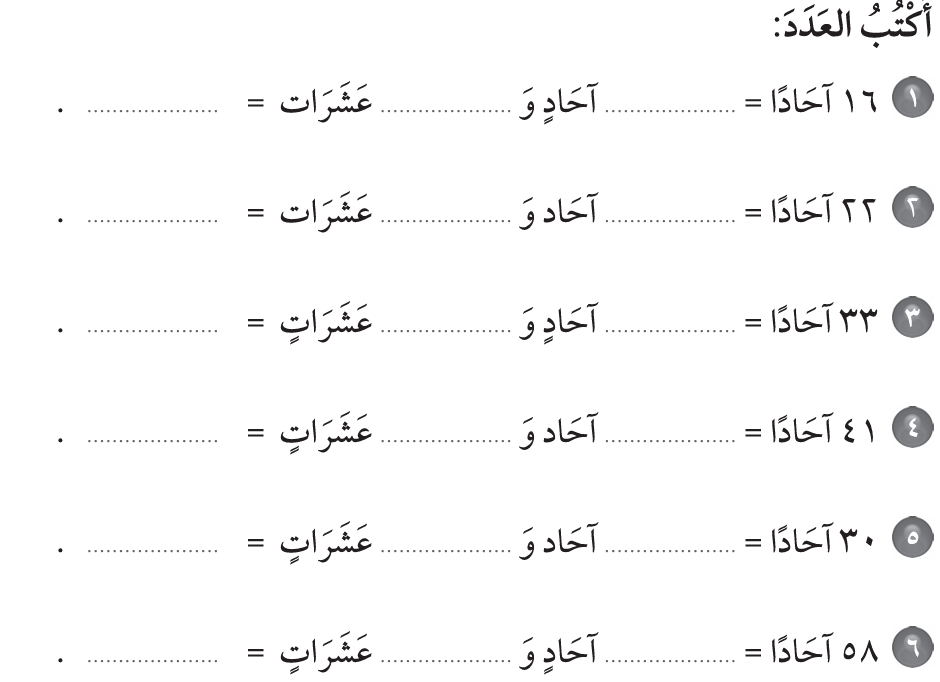 أَكْتُبُ العَدَدَ:
١ ١٦ آحَادًا = ..................... آحَادٍ وَ ..................... عَشَرَات = ..................... .
٢ ٢٢ آحَادًا = ..................... آحَاد وَ ..................... عَشَرَات = ..................... .
٣ ٣٣ آحَادًا = ..................... آحَادٍ وَ ..................... عَشَرَاتٍ = ..................... .
٤ ٤١ آحَادًا = ..................... آحَاد وَ ..................... عَشَرَاتٍ = ..................... .
٥ ٣٠ آحَادًا = ..................... آحَاد وَ ..................... عَشَرَاتٍ = ..................... .
٦ ٥٨ آحَادًا = ..................... آحَادٍ وَ ..................... عَشَرَاتٍ = ..................... .